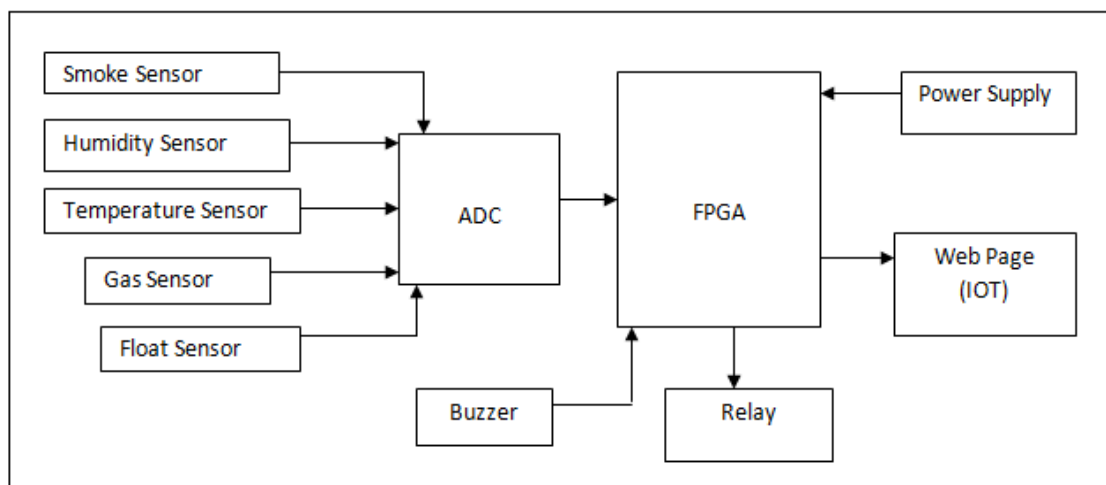 Smoke Sensor
Humidity Sensor
Temperature Sensor
Gas Sensor
Float Sensor
ADC
FPGA
Power Supply
Web Page
(IOT)
Buzzer
Relay